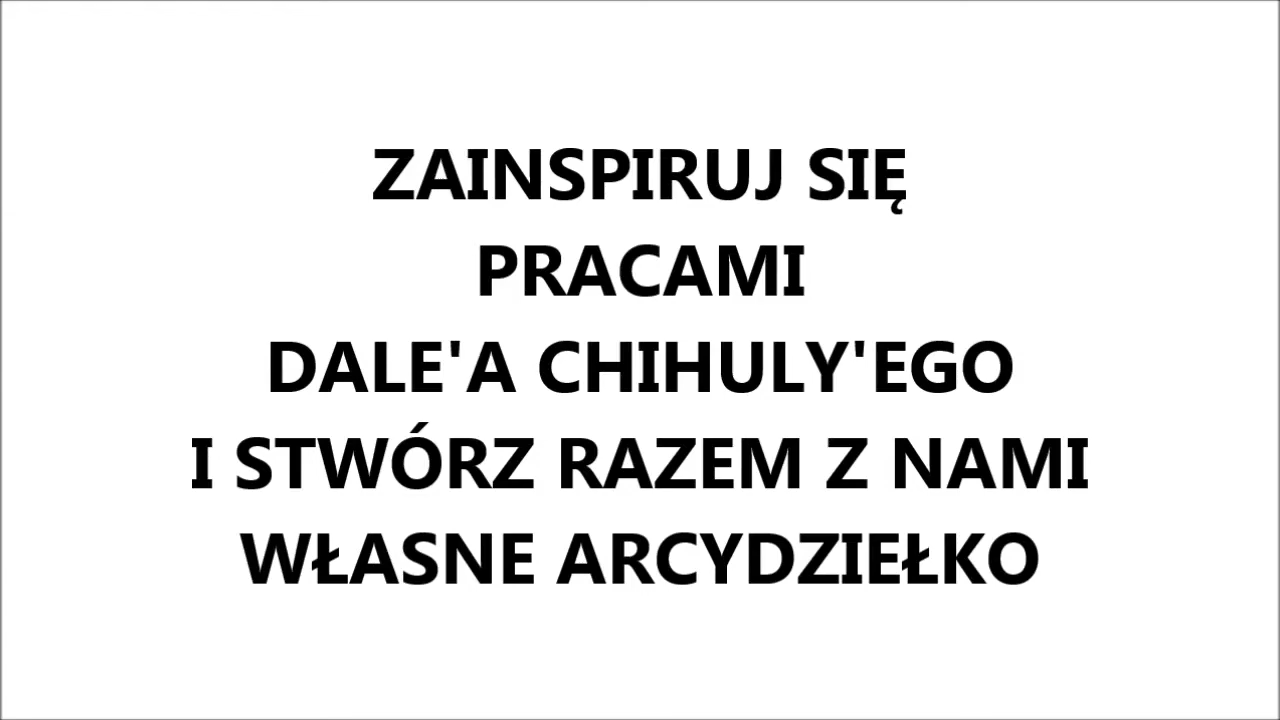 ZAINSPIRUJ SIĘ
PRACAMI
DALE'A CHIHULY'EGO
I STWÓRZ RAZEM Z NAMI
WŁASNE ARCYDZIEŁKO